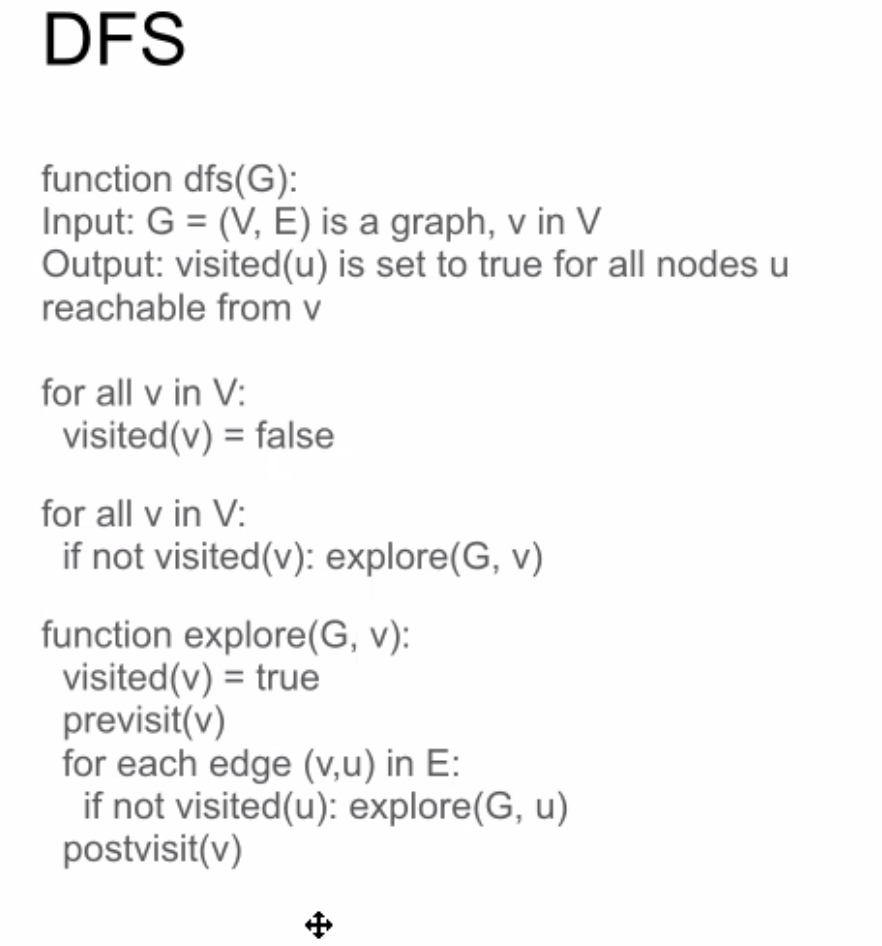 DFS
function dfs(G):
Input: G = (V, E) is a graph, v in V
Output: visited(u) is set to true for all nodes u
reachable from v
for all v in V:
visited(v) = false
for all v in V:
if not visited(v): explore(G, v)
function explore(G, v):
visited(v) = true
previsit(v)
for each edge (v,u) in E:
if not visited(u): explore(G, u)
postvisit(v)